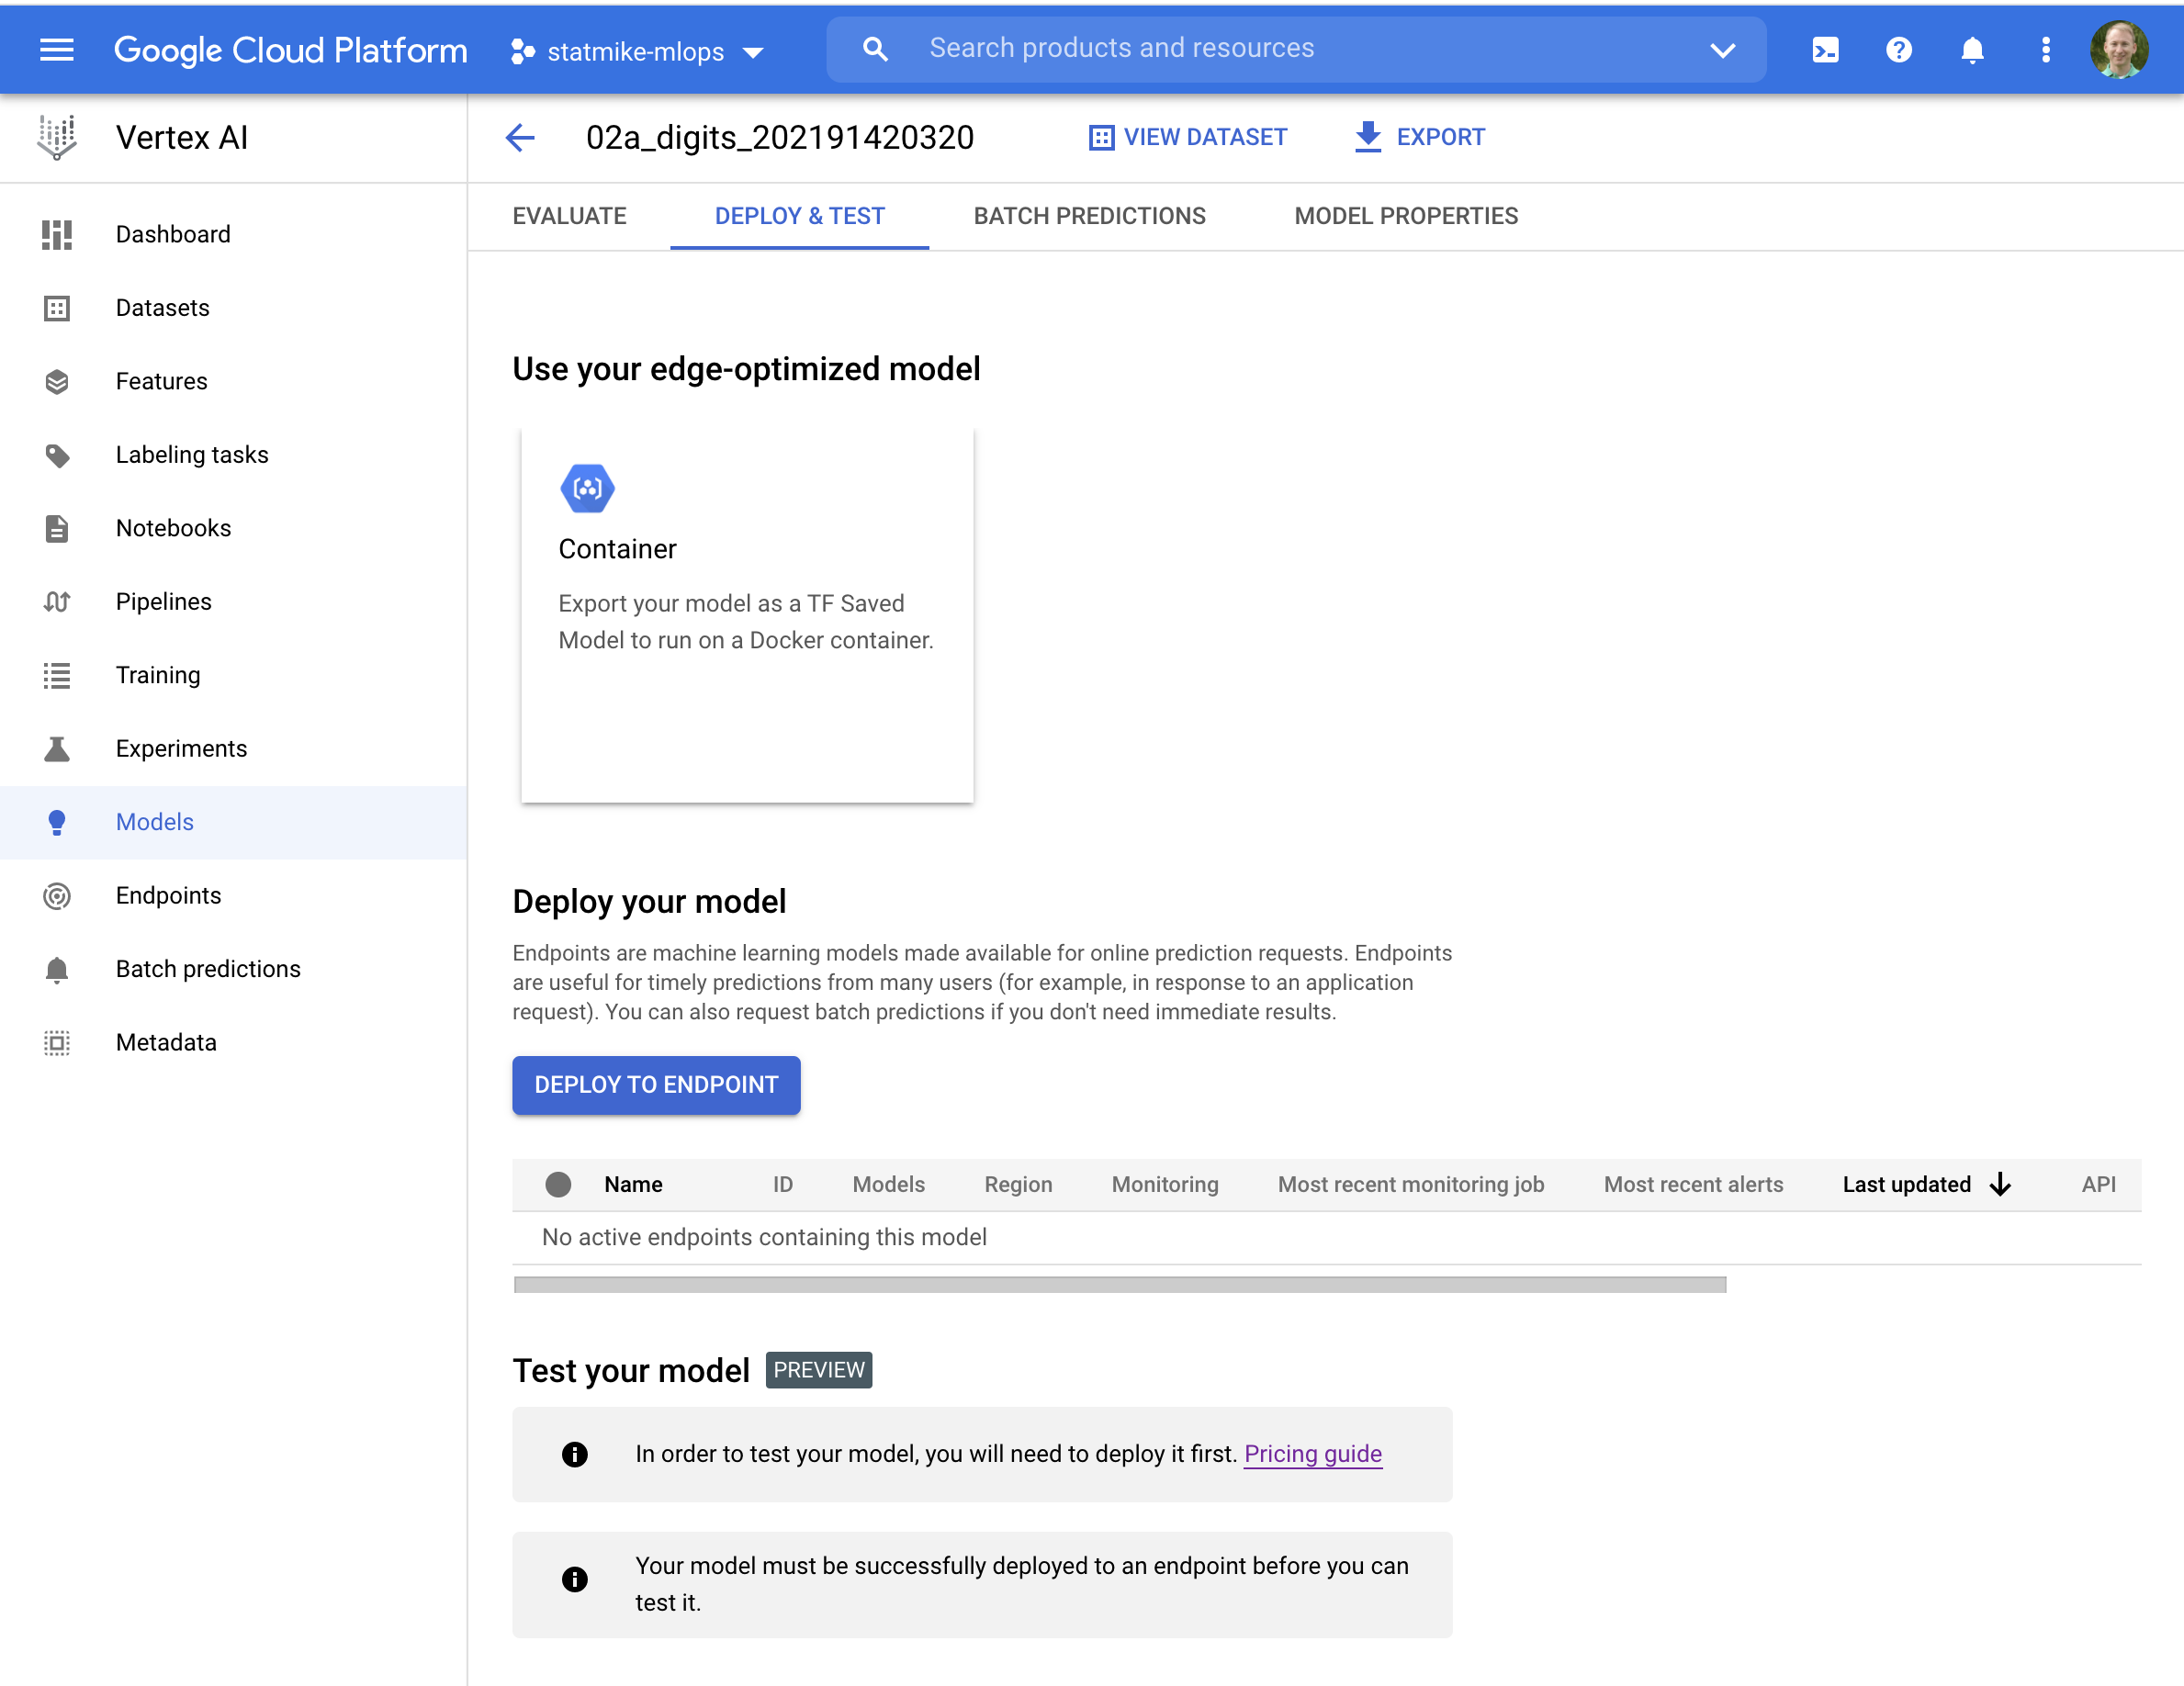 Google Cloud Platform
statmike-mlops
Search products and resources
Vertex AI
02a_digits_202191420320
VIEW DATASET
EXPORT
EVALUATE
DEPLOY & TEST
BATCH PREDICTIONS
MODEL PROPERTIES
Dashboard
Datasets
Features
Labeling tasks
Notebooks
Pipelines
Training
Experiments
Models
Endpoints
Batch predictions
Metadata
Use your edge-optimized model
Container
Export your model as a TF Saved
Model to run on a Docker container.
Deploy your model
Endpoints are machine learning models made available for online prediction requests. Endpoints
are useful for timely predictions from many users (for example, in response to an application
request). You can also request batch predictions if you don't need immediate results.
DEPLOY TO ENDPOINT
Name ID Models Region Monitoring Most recent monitoring job Most recent alerts Last updated API
No active endpoints containing this model
Test your model PREVIEW
In order to test your model, you will need to deploy it first. Pricing guide
Your model must be successfully deployed to an endpoint before you can
test it.